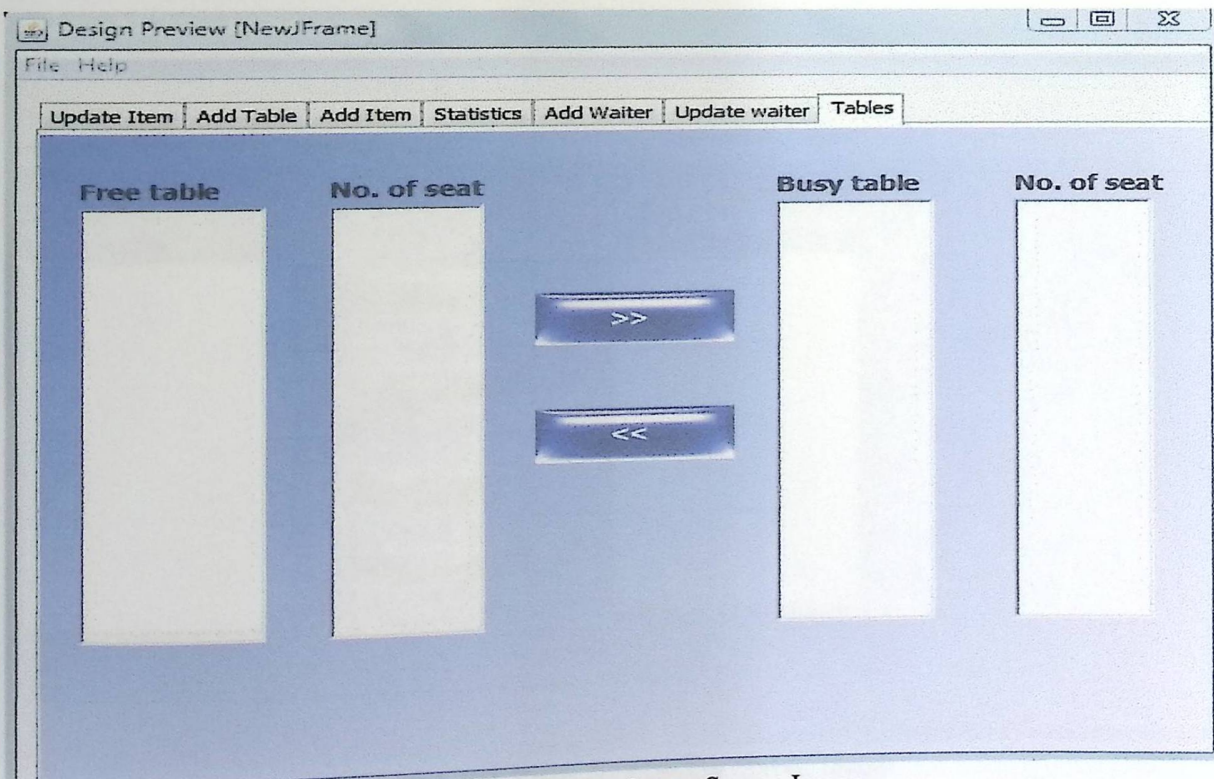 Design Preview [NewJFrame]
File Help
Update Item Add Table Add Item Statistics Add Waiter Update waiter Tables
Free table No. of seat Busy table No. of seat
>>
<<